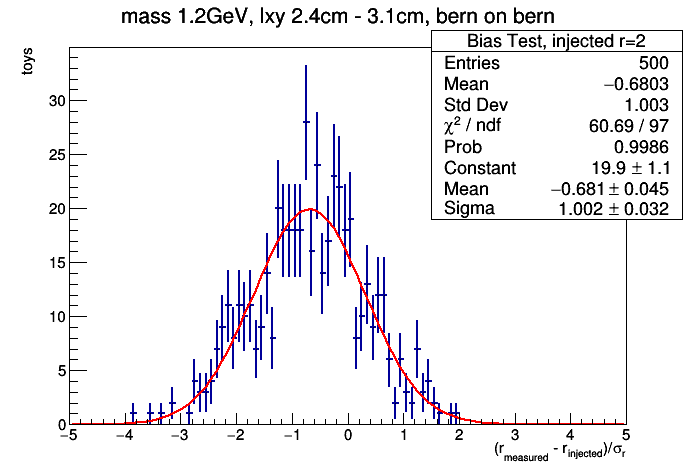 mass 1.2GeV, lxy 2.4cm - 3.1cm, bern on bern
Bias Test, injected r=2
Entries 500
Mean −0.6803
Std Dev 1.003
χ² / ndf 60.69 / 97
Prob 0.9986
Constant 19.9 ± 1.1
Mean −0.681 ± 0.045
Sigma 1.002 ± 0.032
toys
30
25
20
15
10
5
0
−5 −4 −3 −2 −1 0 1 2 3 4 5
(r_measured - r_injected)/σ_r